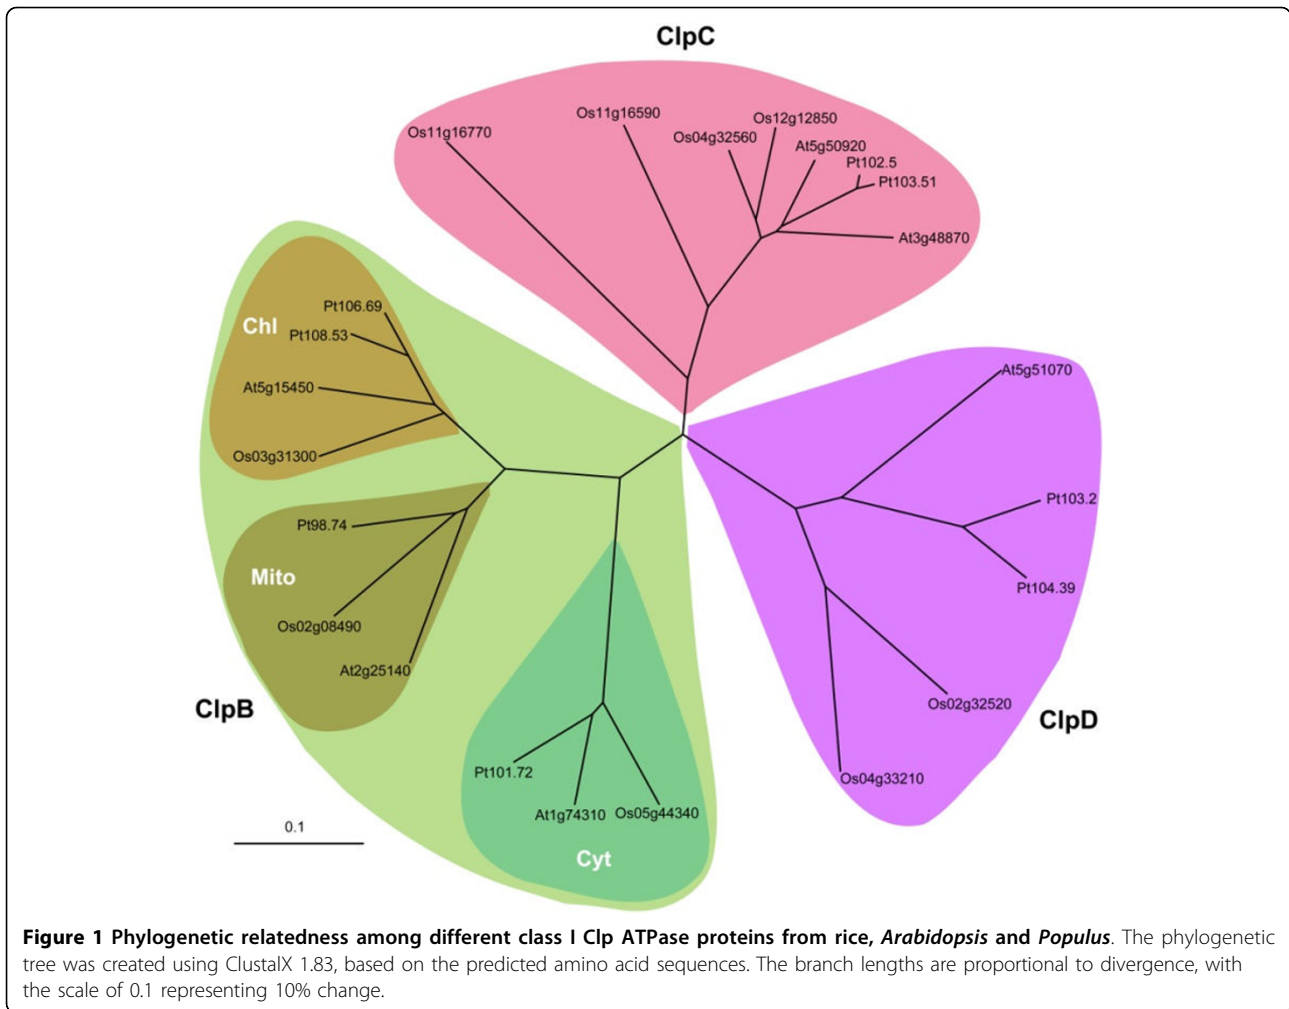 ClpC
Os11g16770
Os11g16590
Os04g32560
Os12g12850
At5g50920
Pt102.5
Pt103.51
At3g48870
Chl
Pt106.69
Pt108.53
At5g15450
Os03g31300
Mito
Pt98.74
Os02g08490
At2g25140
ClpB
Pt101.72
At1g74310
Os05g44340
Cyt
At5g51070
Pt103.2
Pt104.39
Os02g32520
Os04g33210
ClpD
0.1
Figure 1 Phylogenetic relatedness among different class I Clp ATPase proteins from rice, Arabidopsis and Populus. The phylogenetic
tree was created using ClustalX 1.83, based on the predicted amino acid sequences. The branch lengths are proportional to divergence, with
the scale of 0.1 representing 10% change.